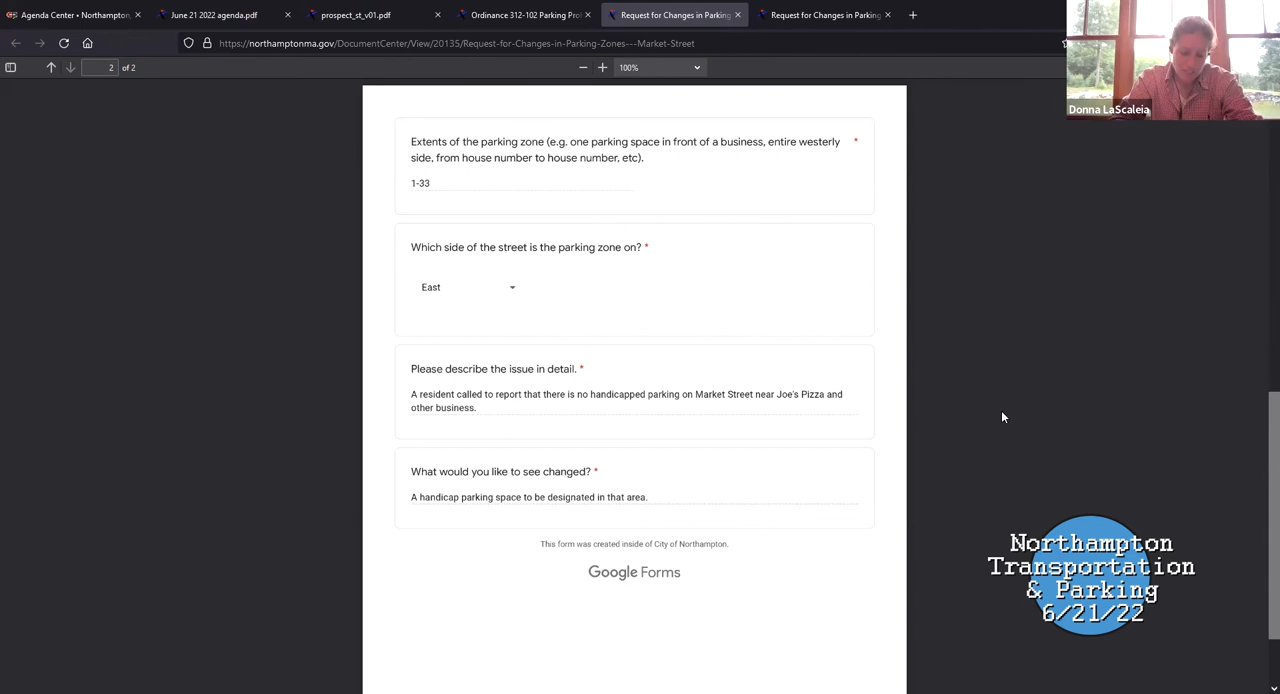 Agenda Center • Northampton,
June 21 2022 agenda.pdf
prospect_st_v01.pdf
Ordinance 312-102 Parking Prol
Request for Changes in Parking
Request for Changes in Parking
https://northamptonma.gov/DocumentCenter/View/20135/Request-for-Changes-in-Parking-Zones---Market-Street
2 of 2
100%
Donna LaScaleia
Extents of the parking zone (e.g. one parking space in front of a business, entire westerly *
side, from house number to house number, etc).
1-33
Which side of the street is the parking zone on? *
East
Please describe the issue in detail. *
A resident called to report that there is no handicapped parking on Market Street near Joe's Pizza and
other business.
What would you like to see changed? *
A handicap parking space to be designated in that area.
This form was created inside of City of Northampton.
Google Forms
Northampton
Transportation
& Parking
6/21/22